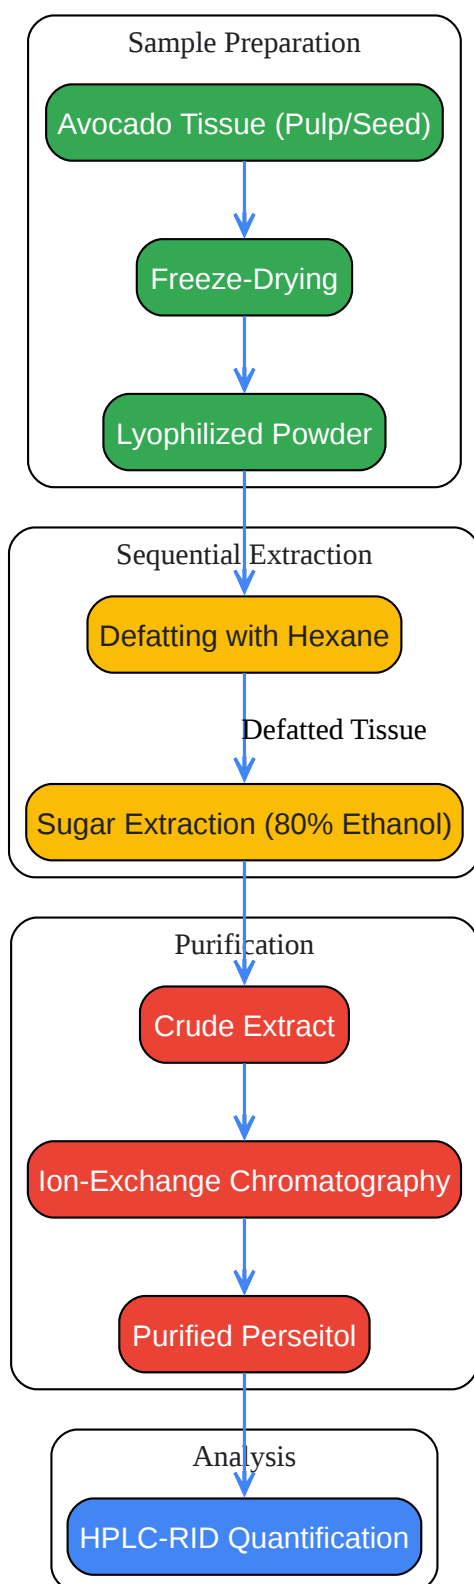 Sample Preparation
Avocado Tissue (Pulp/Seed)
Freeze-Drying
Lyophilized Powder
Sequential Extraction
Defatting with Hexane
Defatted Tissue
Sugar Extraction (80% Ethanol)
Purification
Crude Extract
Ion-Exchange Chromatography
Purified Perseitol
Analysis
HPLC-RID Quantification